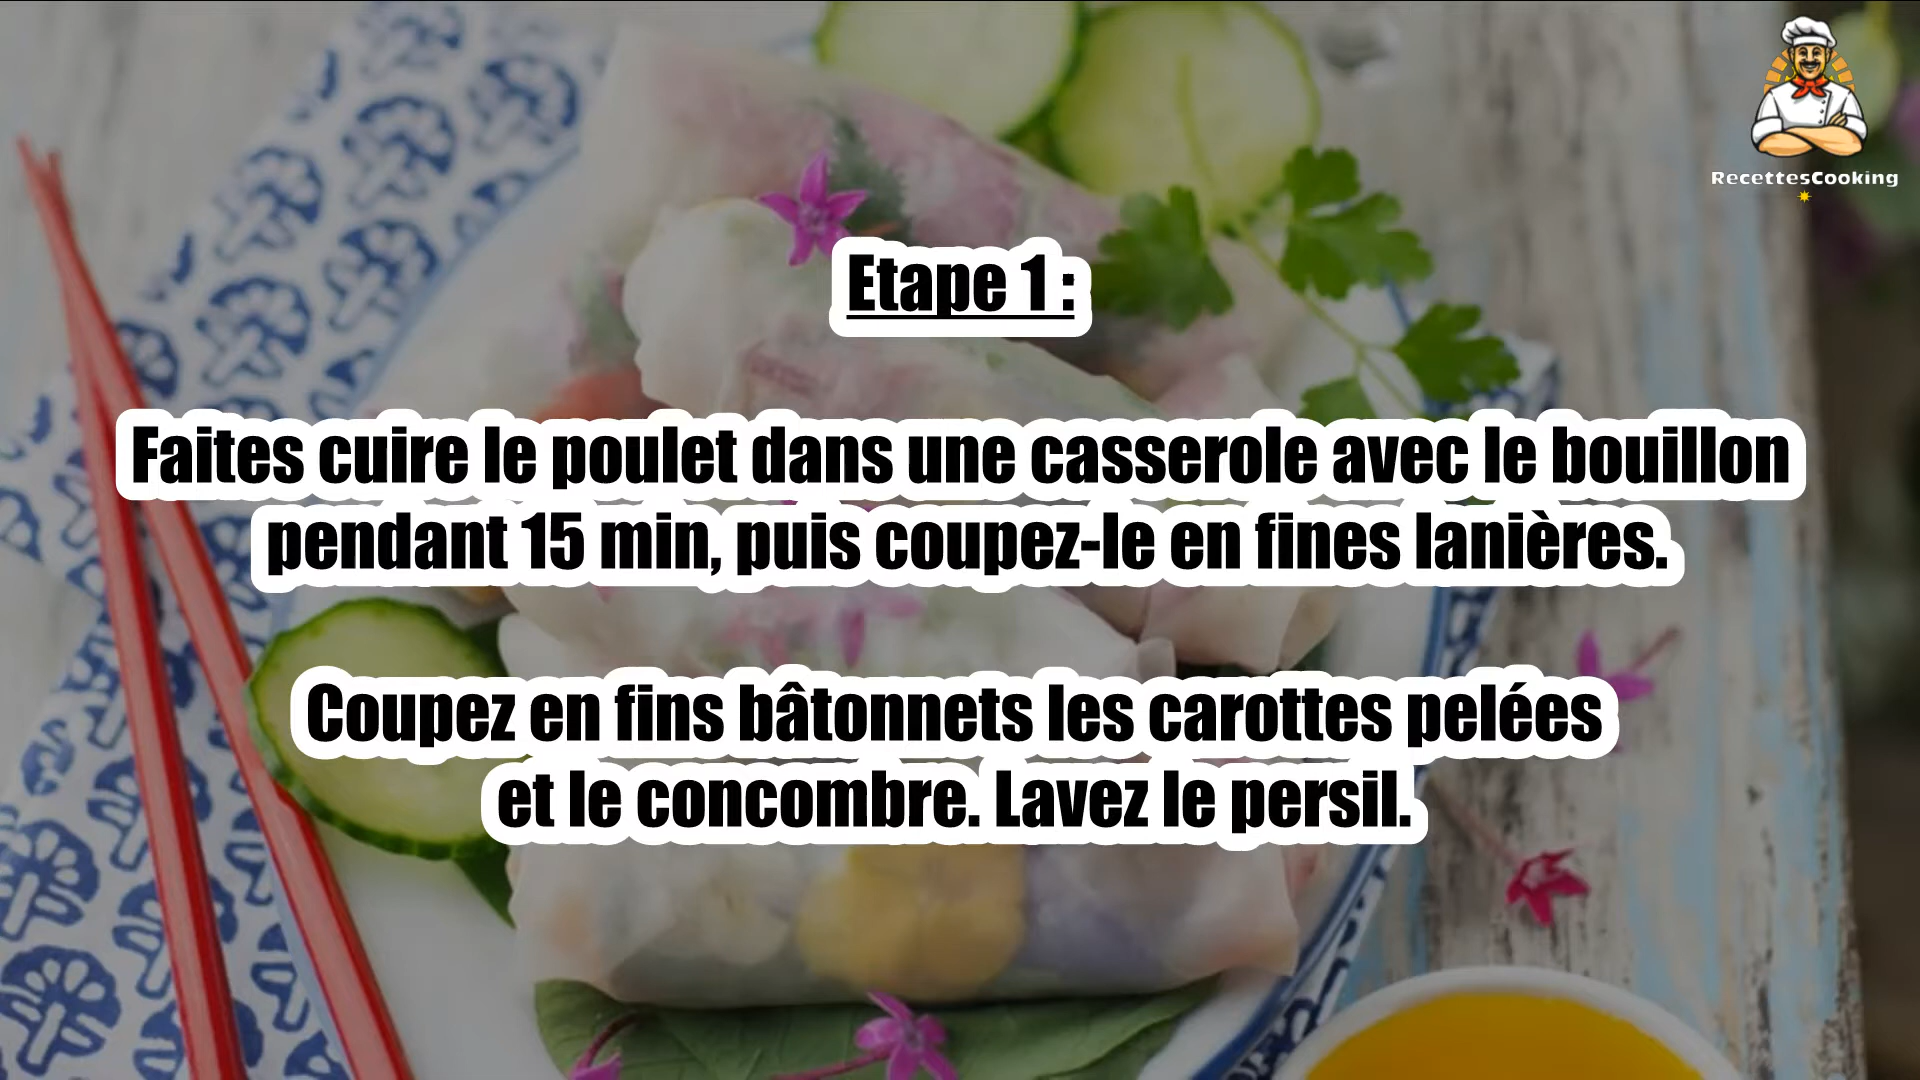 RecettesCooking
Etape 1 :
Faites cuire le poulet dans une casserole avec le bouillon
pendant 15 min, puis coupez-le en fines lanières.
Coupez en fins bâtonnets les carottes pelées
et le concombre. Lavez le persil.